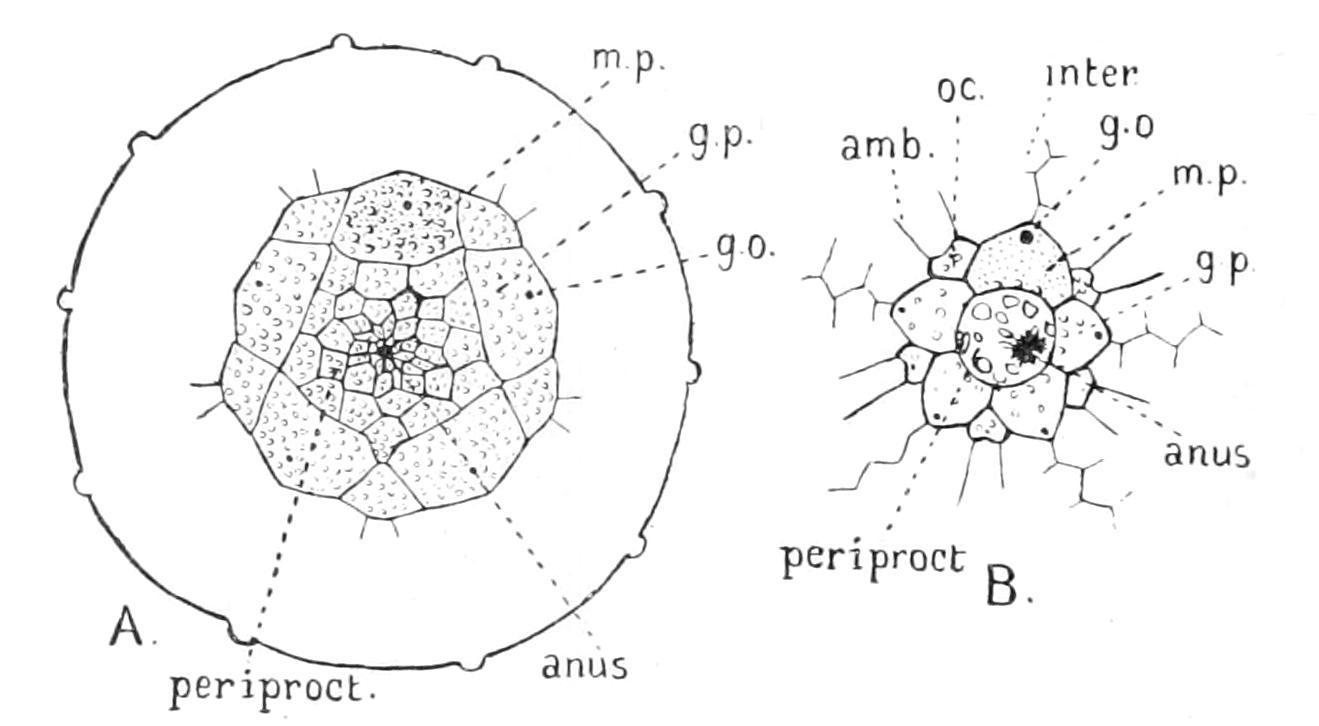 m.p.
g.p.
g.o.
periproct.
anus
A.
amb.
oc.
inter
g.o
m.p.
g.p.
anus
periproct
B.